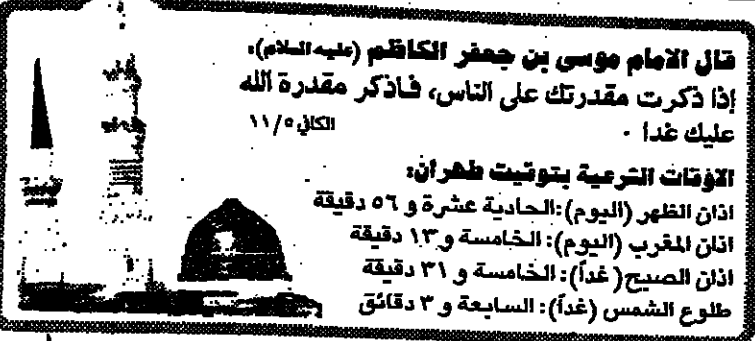 قال الامام موسى بن جعفر الكاظم (عليه السلام):
إذا ذكرت مقدرتك على الناس، فاذكر مقدرة الله
عليك غدا .
الكافي ٥/١١
الاوقات الشرعية بتوقيت طهران:
اذان الظهر (اليوم): الحادية عشرة و ٥٦ دقيقة
اذان المغرب (اليوم): الخامسة و ١٣ دقيقة
اذان الصبح (غداً): الخامسة و ٣١ دقيقة
طلوع الشمس (غداً): السابعة و ٣ دقائق